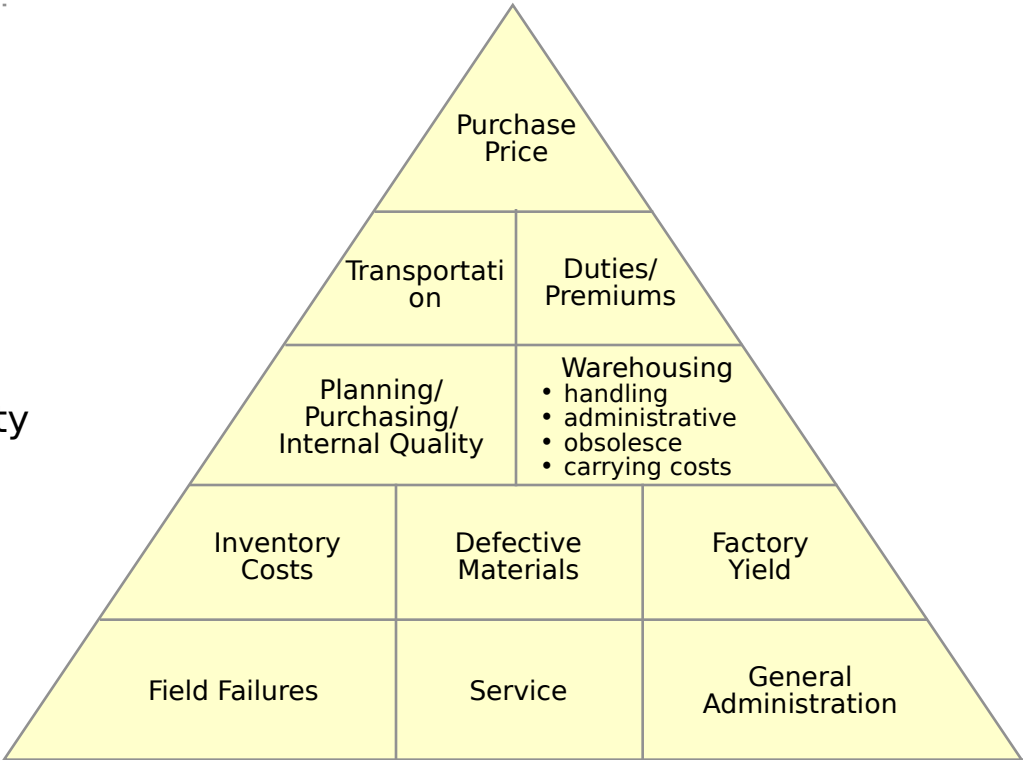 Purchase
Price
Transportati
on
Duties/
Premiums
Planning/
Purchasing/
Internal Quality
Warehousing
• handling
• administrative
• obsolesce
• carrying costs
ty
Inventory
Costs
Defective
Materials
Factory
Yield
Field Failures
Service
General
Administration